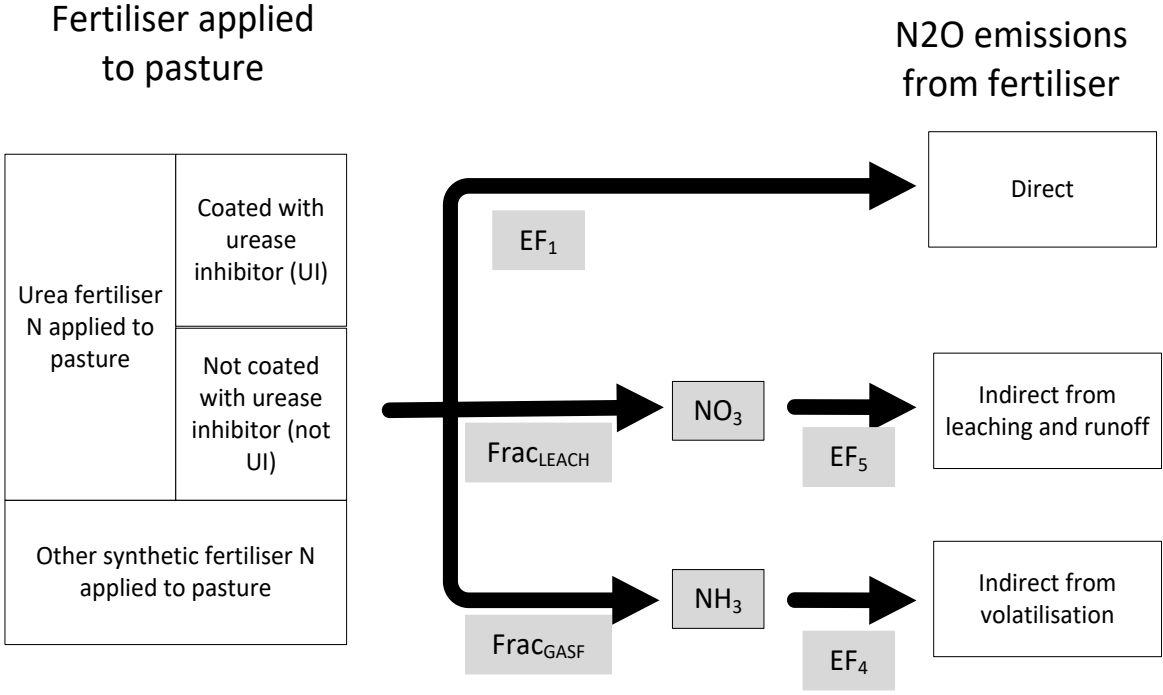 Fertiliser applied
to pasture
N2O emissions
from fertiliser
Urea fertiliser
N applied to
pasture
Coated with
urease
inhibitor (UI)
Not coated
with urease
inhibitor (not
UI)
Other synthetic fertiliser N
applied to pasture
EF₁
Direct
Frac_LEACH
NO₃
EF₅
Indirect from
leaching and runoff
Frac_GASF
NH₃
EF₄
Indirect from
volatilisation